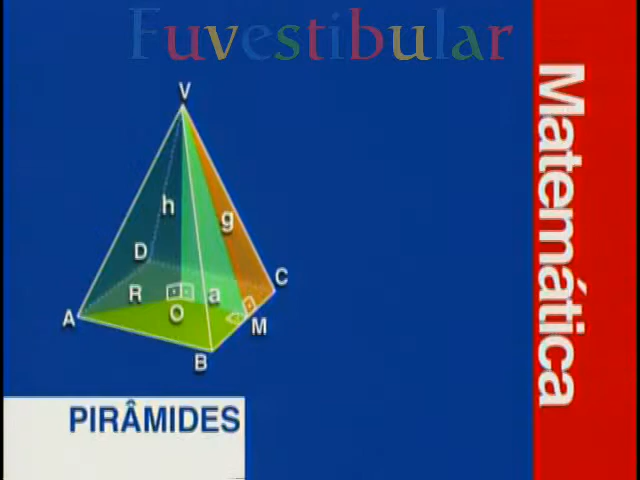 Fuvestibular
V
h
g
D
C
R
a
A
O
M
B
PIRÂMIDES
Matemática